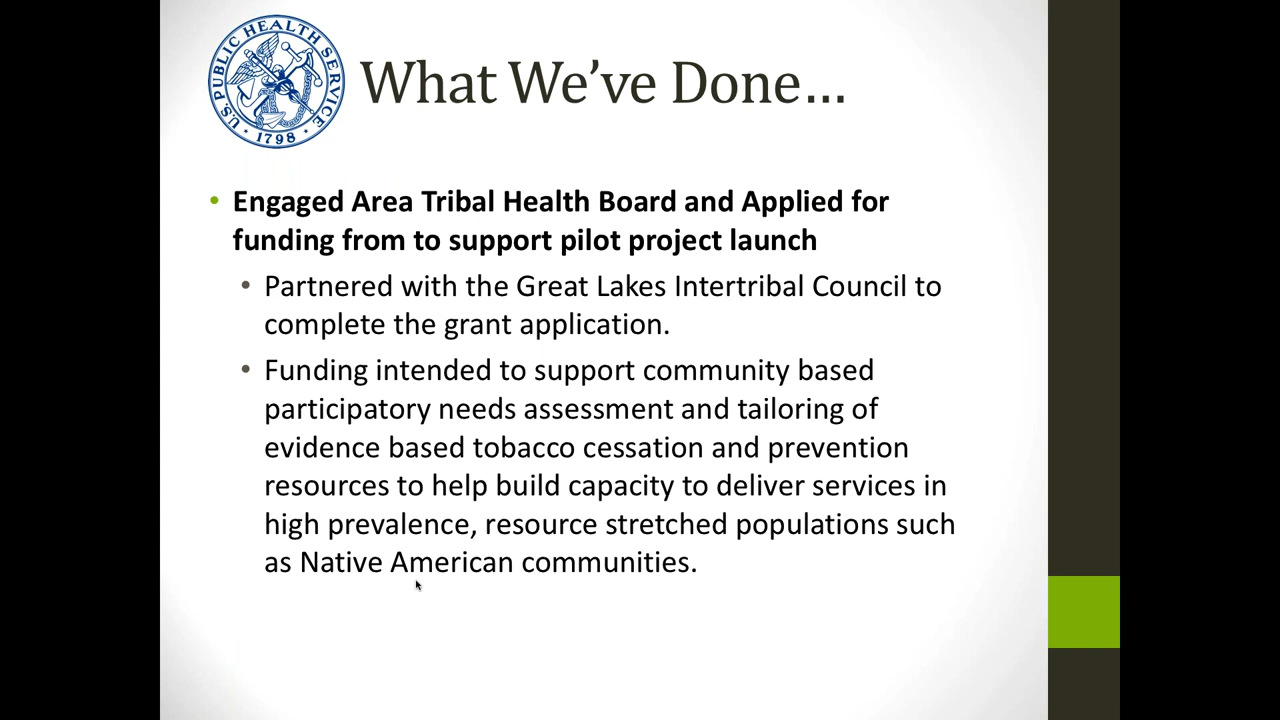 U.S. PUBLIC HEALTH SERVICE
· 1798 ·
What We've Done…
• Engaged Area Tribal Health Board and Applied for
funding from to support pilot project launch
• Partnered with the Great Lakes Intertribal Council to
complete the grant application.
• Funding intended to support community based
participatory needs assessment and tailoring of
evidence based tobacco cessation and prevention
resources to help build capacity to deliver services in
high prevalence, resource stretched populations such
as Native American communities.